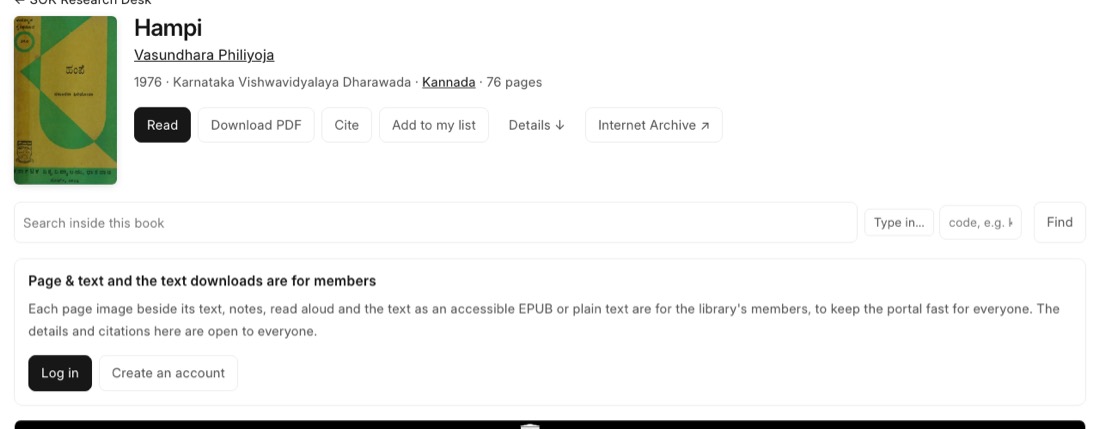 ← SUK Research Desk
ಹಂಪೆ
Hampi
Vasundhara Philiyoja
1976 · Karnataka Vishwavidyalaya Dharawada · Kannada · 76 pages
Read
Download PDF
Cite
Add to my list
Details ↓
Internet Archive ↗
Search inside this book
Type in...
code, e.g.
Find
Page & text and the text downloads are for members
Each page image beside its text, notes, read aloud and the text as an accessible EPUB or plain text are for the library's members, to keep the portal fast for everyone. The
details and citations here are open to everyone.
Log in
Create an account